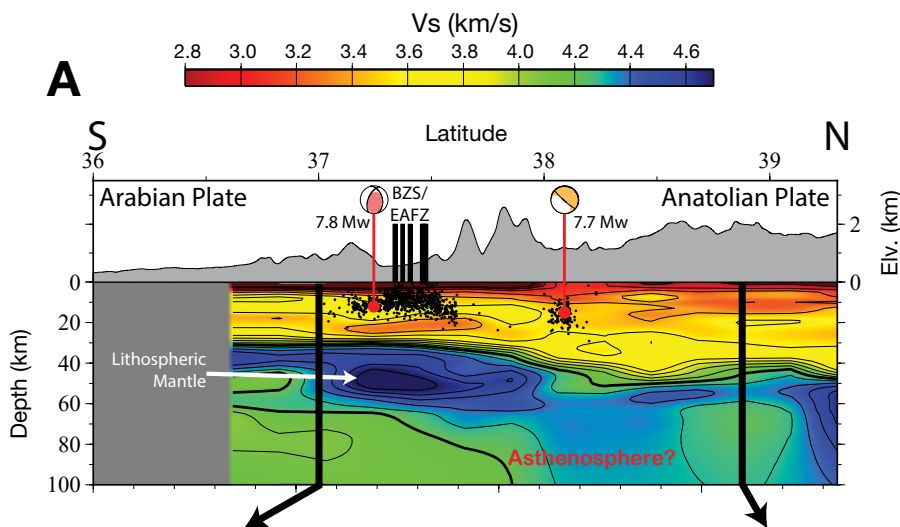 A
Vs (km/s)
2.8 3.0 3.2 3.4 3.6 3.8 4.0 4.2 4.4 4.6
S Latitude N
36 37 38 39
Arabian Plate BZS/ Anatolian Plate
EAFZ
7.8 Mw 7.7 Mw
2
0 0
Elv. (km)
20
40
60
80
100
Depth (km)
Lithospheric
Mantle
Asthenosphere?